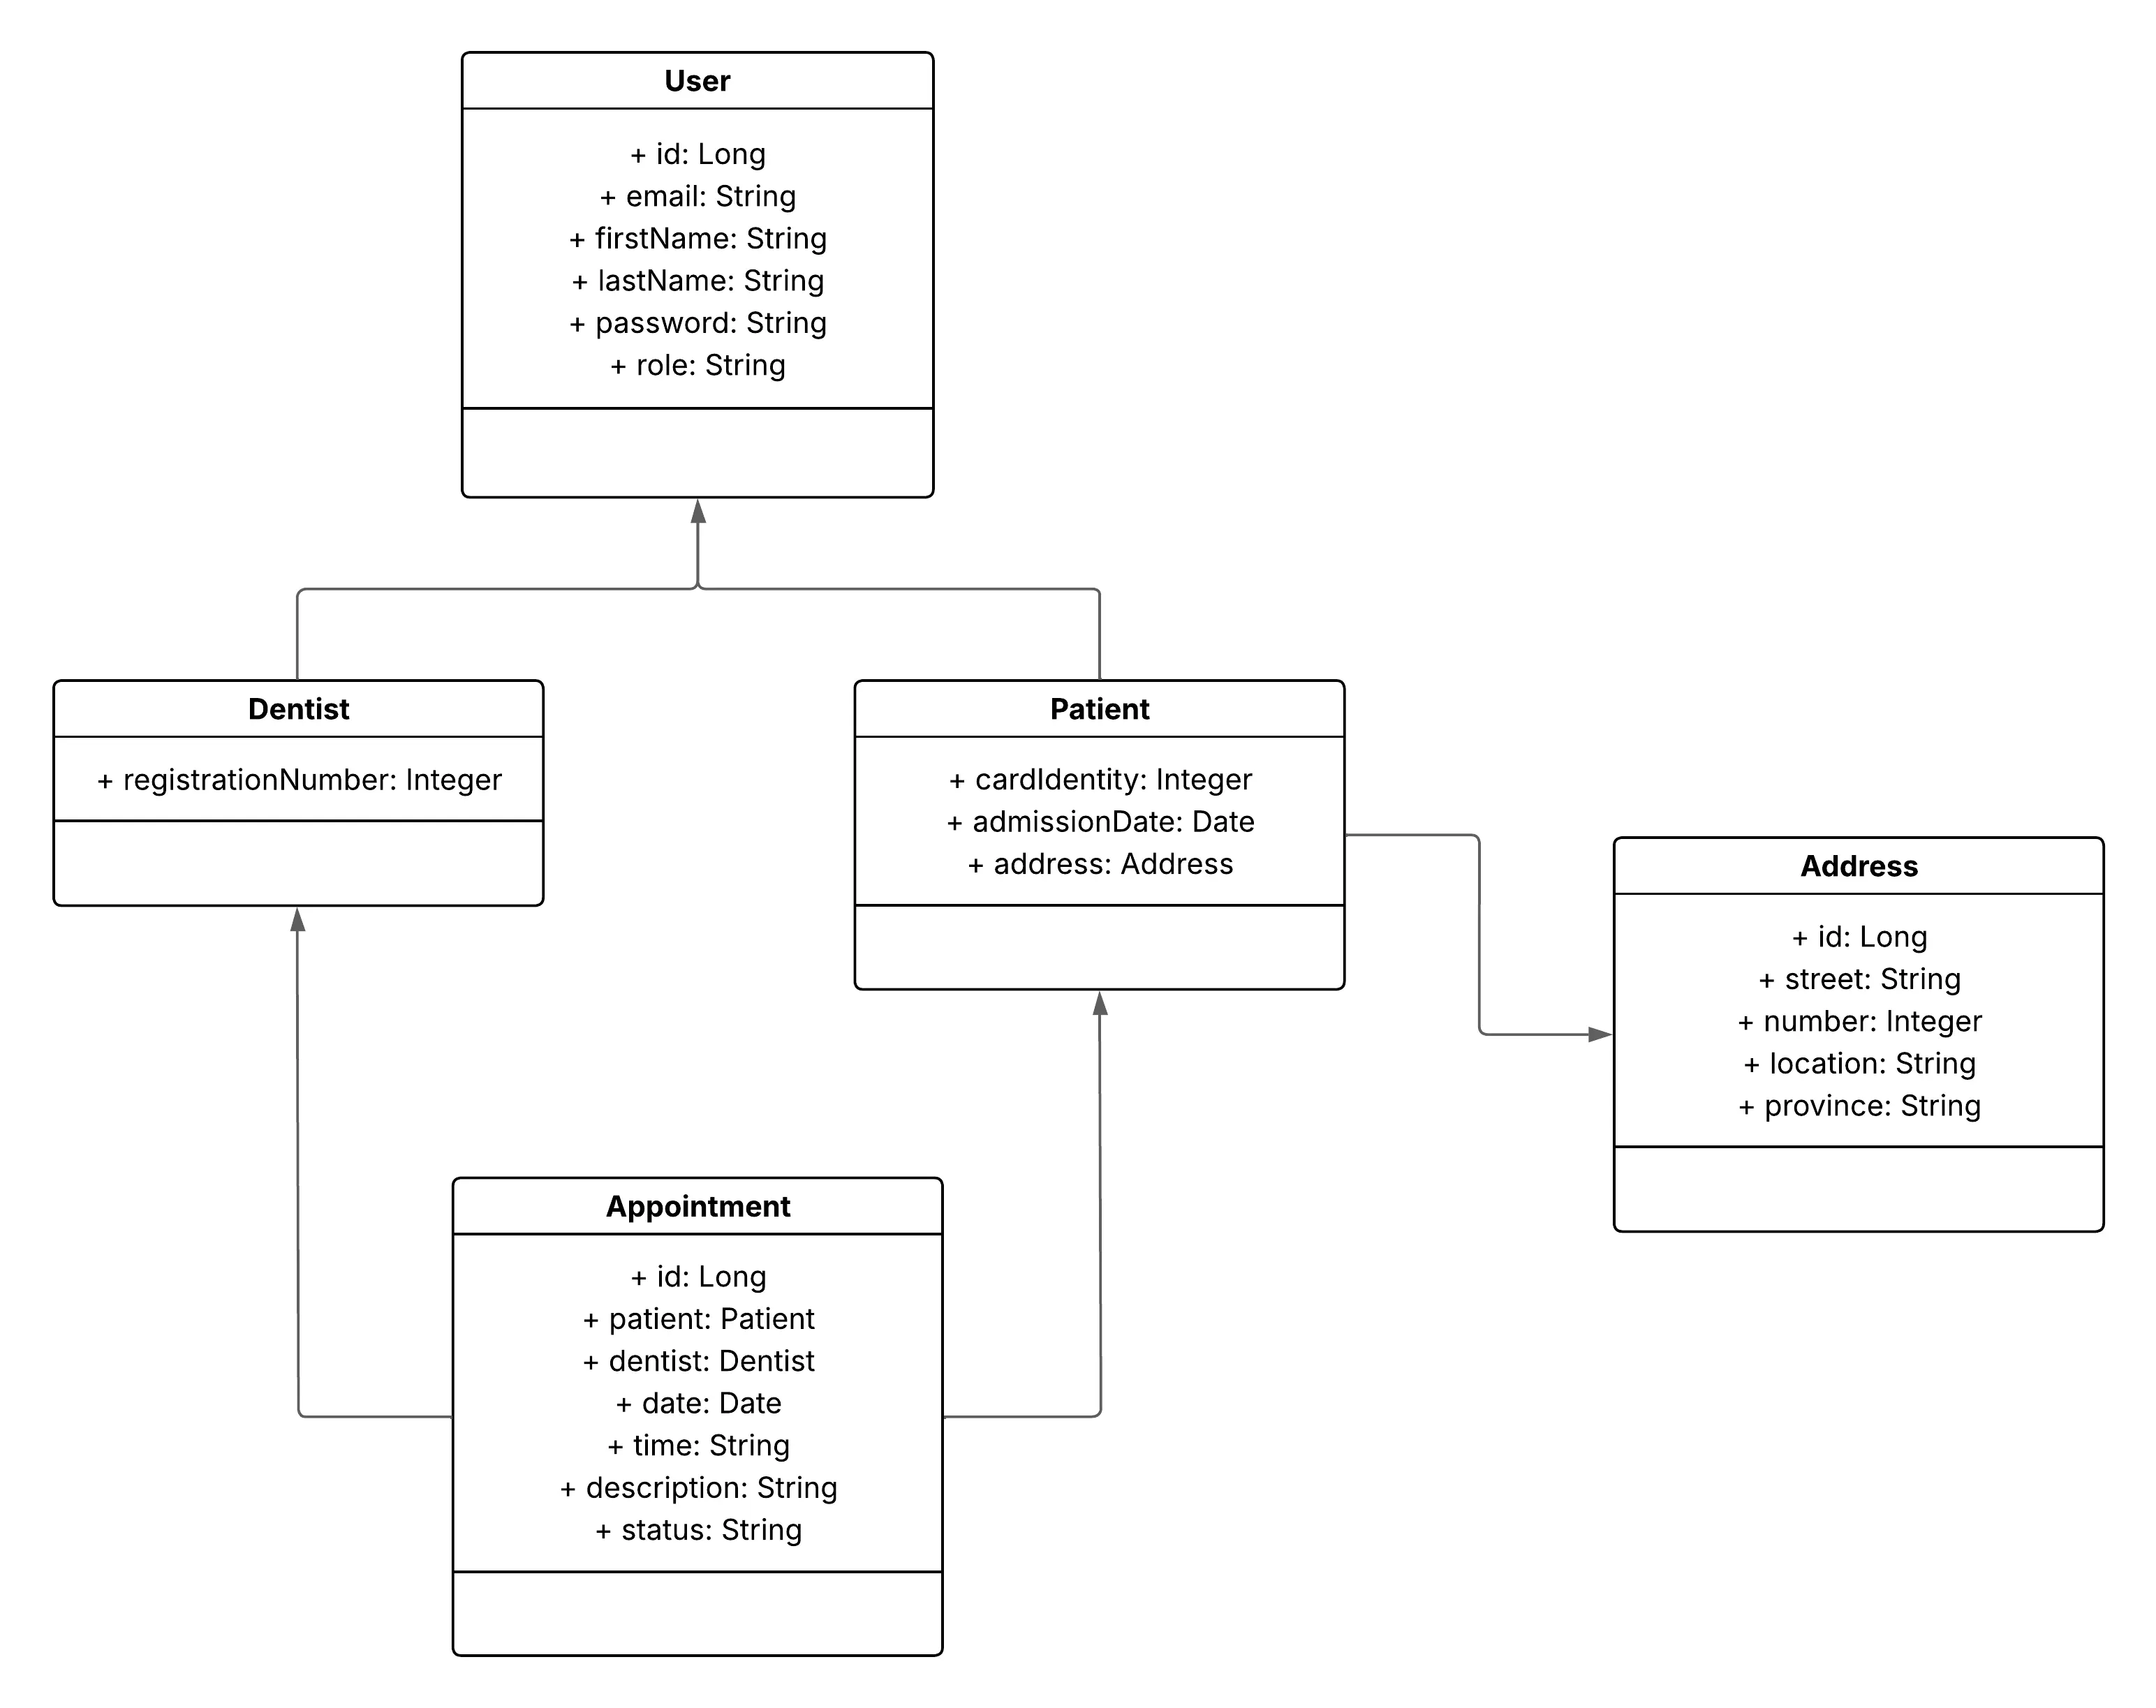 User
+ id: Long
+ email: String
+ firstName: String
+ lastName: String
+ password: String
+ role: String
Dentist
+ registrationNumber: Integer
Patient
+ cardIdentity: Integer
+ admissionDate: Date
+ address: Address
Address
+ id: Long
+ street: String
+ number: Integer
+ location: String
+ province: String
Appointment
+ id: Long
+ patient: Patient
+ dentist: Dentist
+ date: Date
+ time: String
+ description: String
+ status: String